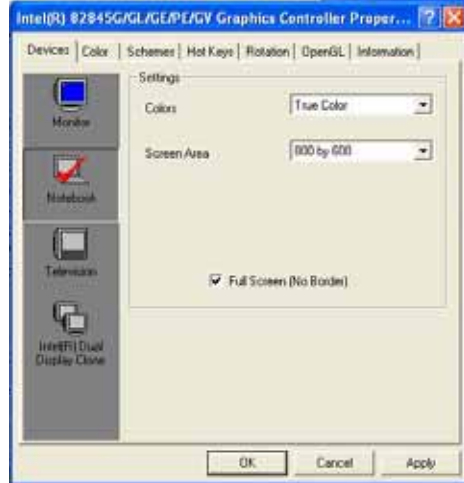 Intel(R) 82845G/GL/GE/PE/GV Graphics Controller Proper...
Devices Color Schemes Hot Keys Rotation OpenGL Information
Settings
Monitor
Colors True Color
Notebook
Screen Area 800 by 600
Television
Full Screen (No Border)
Intel(R) Dual
Display Clone
OK Cancel Apply